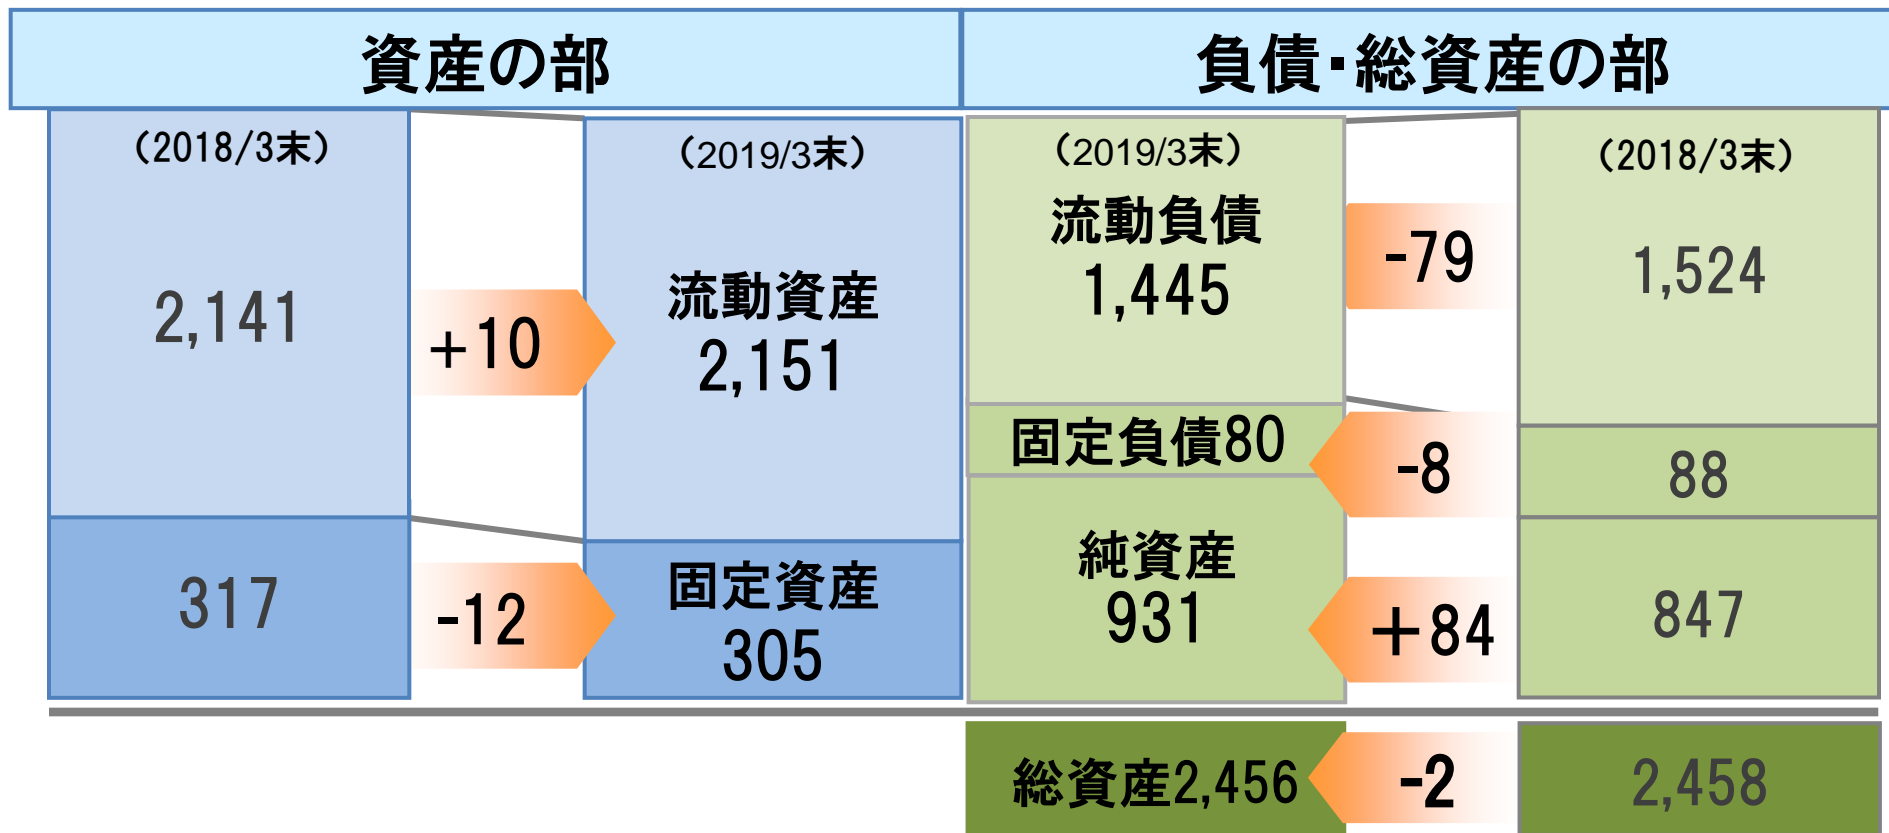 資産の部
負債・総資産の部
（2018/3末）
2,141
317
+10
-12
（2019/3末）
流動資産
2,151
固定資産
305
（2019/3末）
流動負債
1,445
固定負債80
純資産
931
総資産2,456
-79
-8
＋84
-2
（2018/3末）
1,524
88
847
2,458